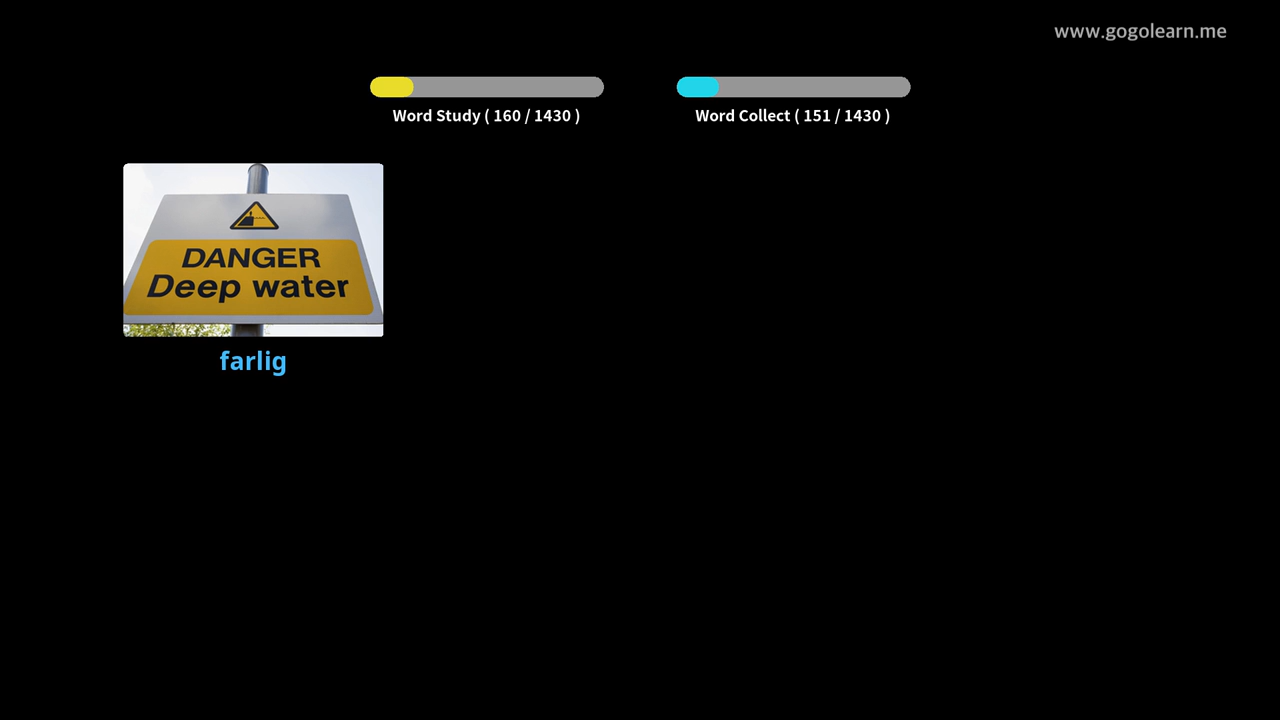 www.gogolearn.me
Word Study ( 160 / 1430 )
Word Collect ( 151 / 1430 )
DANGER
Deep water
farlig